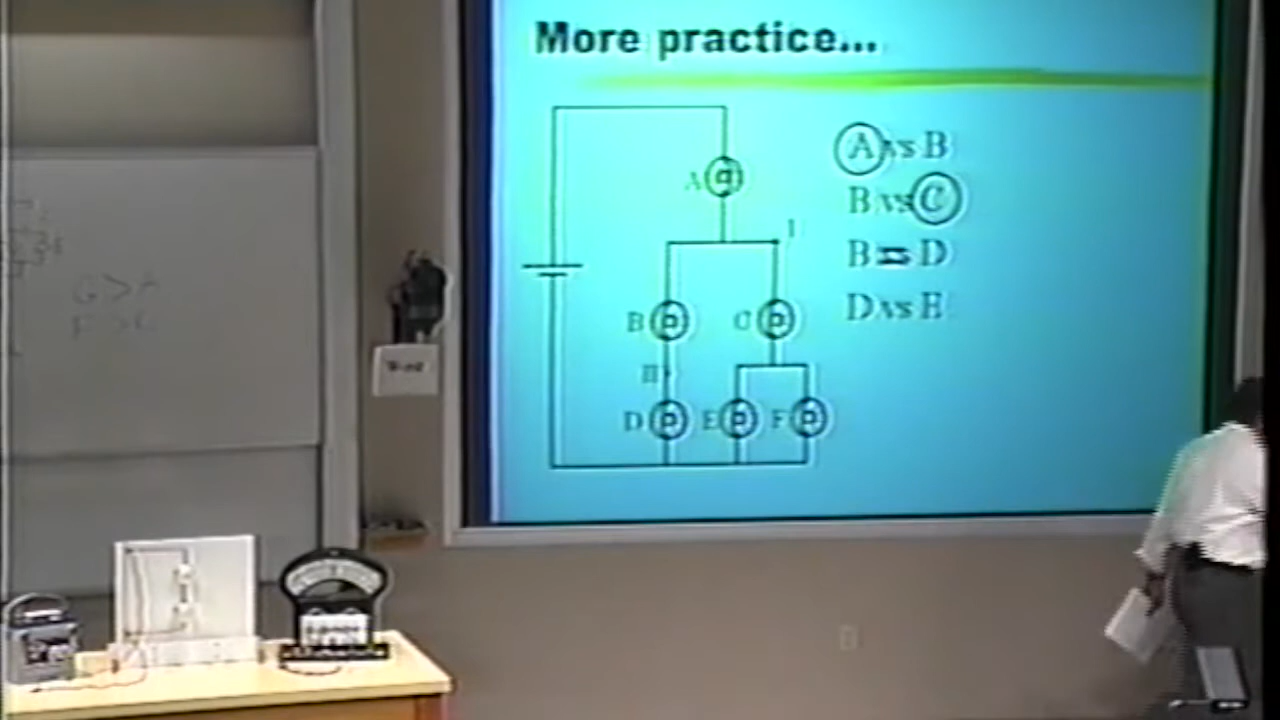 More practice...
A vs B
B vs C
B = D
D vs E
A
I
B
C
II
D
E
F
G > A